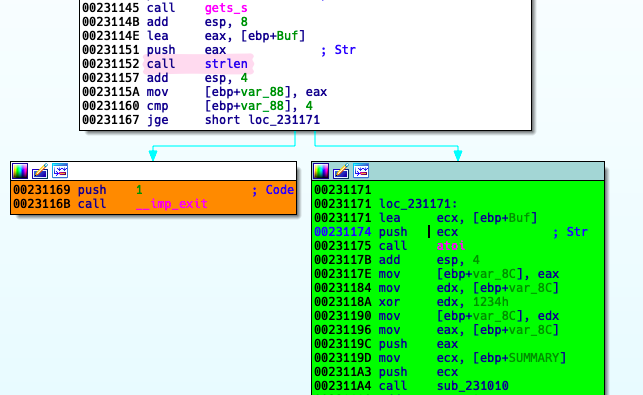 00231145 call    gets_s
0023114B add     esp, 8
0023114E lea     eax, [ebp+Buf]
00231151 push    eax             ; Str
00231152 call    strlen
00231157 add     esp, 4
0023115A mov     [ebp+var_88], eax
00231160 cmp     [ebp+var_88], 4
00231167 jge     short loc_231171
00231169 push    1               ; Code
0023116B call    __imp_exit
00231171
00231171 loc_231171:
00231171 lea     ecx, [ebp+Buf]
00231174 push    ecx             ; Str
00231175 call    atoi
0023117B add     esp, 4
0023117E mov     [ebp+var_8C], eax
00231184 mov     edx, [ebp+var_8C]
0023118A xor     edx, 1234h
00231190 mov     [ebp+var_8C], edx
00231196 mov     eax, [ebp+var_8C]
0023119C push    eax
0023119D mov     ecx, [ebp+SUMMARY]
002311A3 push    ecx
002311A4 call    sub_231010